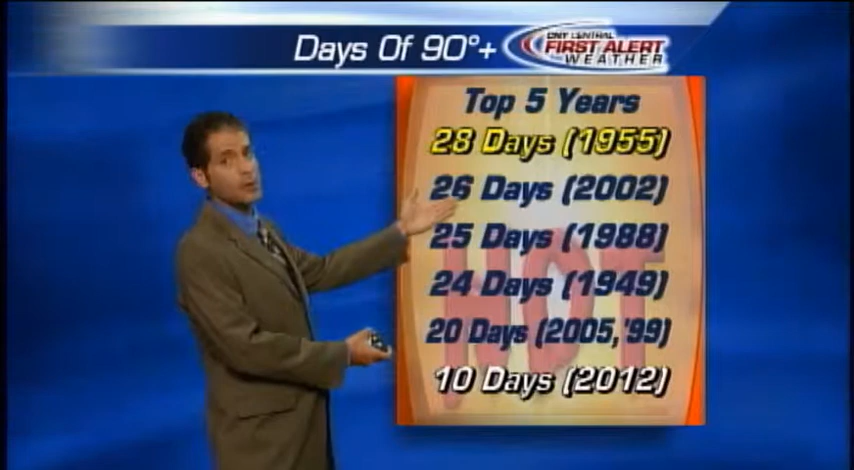 Days Of 90°+
CNY CENTRAL
FIRST ALERT
WEATHER
Top 5 Years
28 Days (1955)
26 Days (2002)
25 Days (1988)
24 Days (1949)
20 Days (2005,'99)
10 Days (2012)
HOT